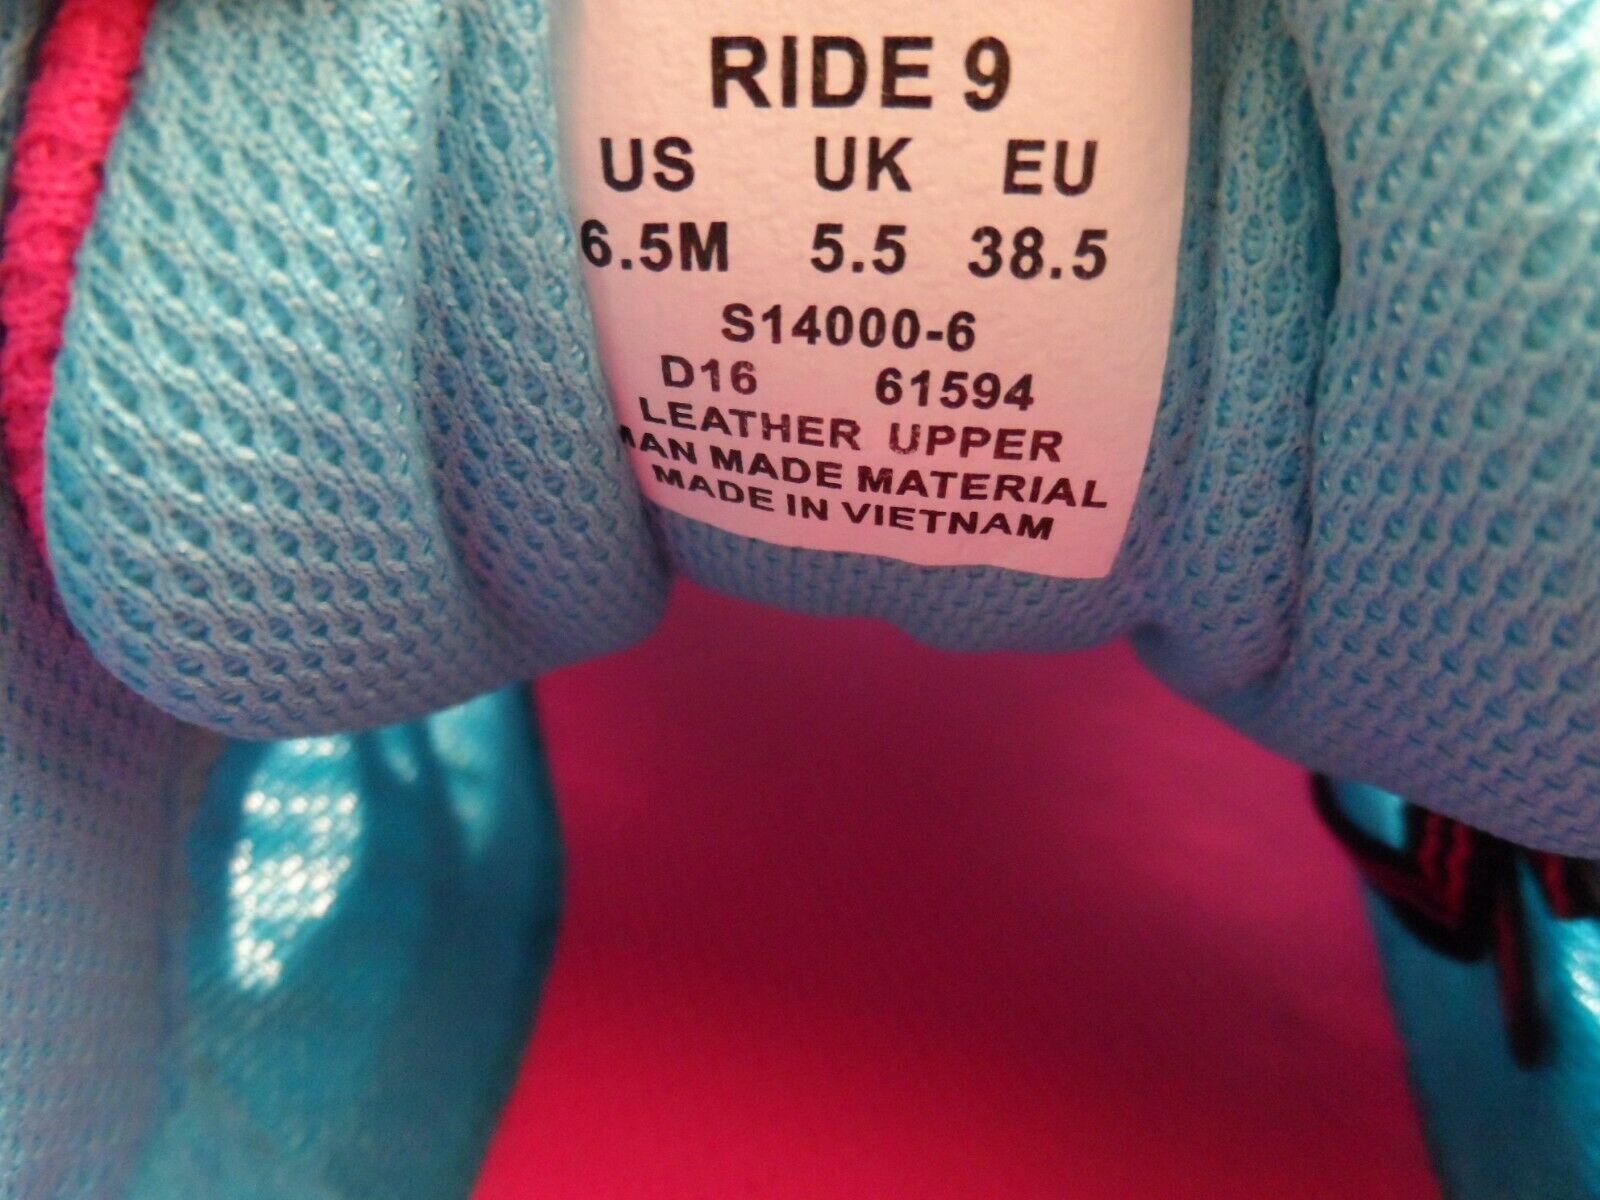 RIDE 9
US UK EU
6.5M 5.5 38.5
S14000-6
D16 61594
LEATHER UPPER
MAN MADE MATERIAL
MADE IN VIETNAM